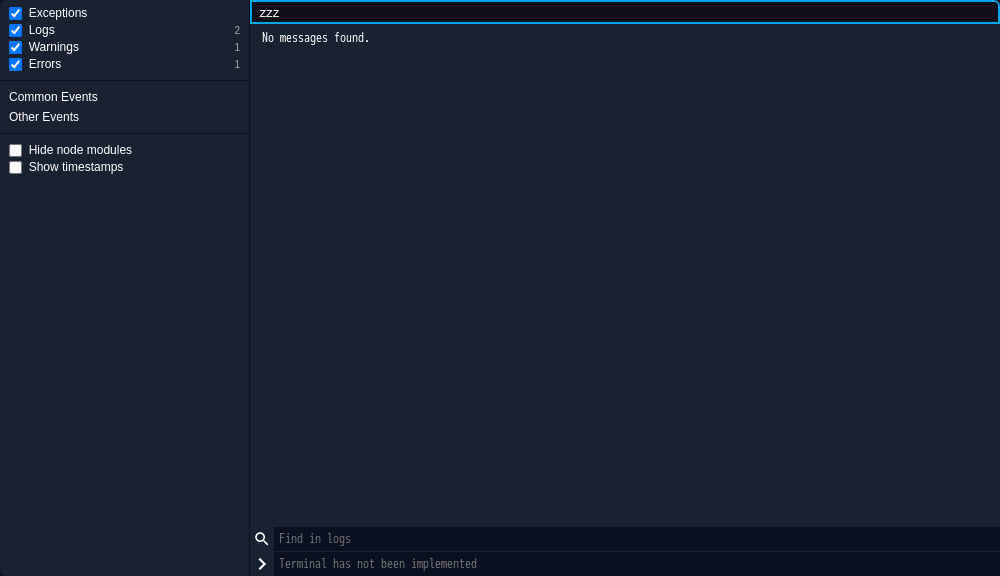 Exceptions
Logs 2
Warnings 1
Errors 1
Common Events
Other Events
Hide node modules
Show timestamps
zzz
No messages found.
Find in logs
Terminal has not been implemented